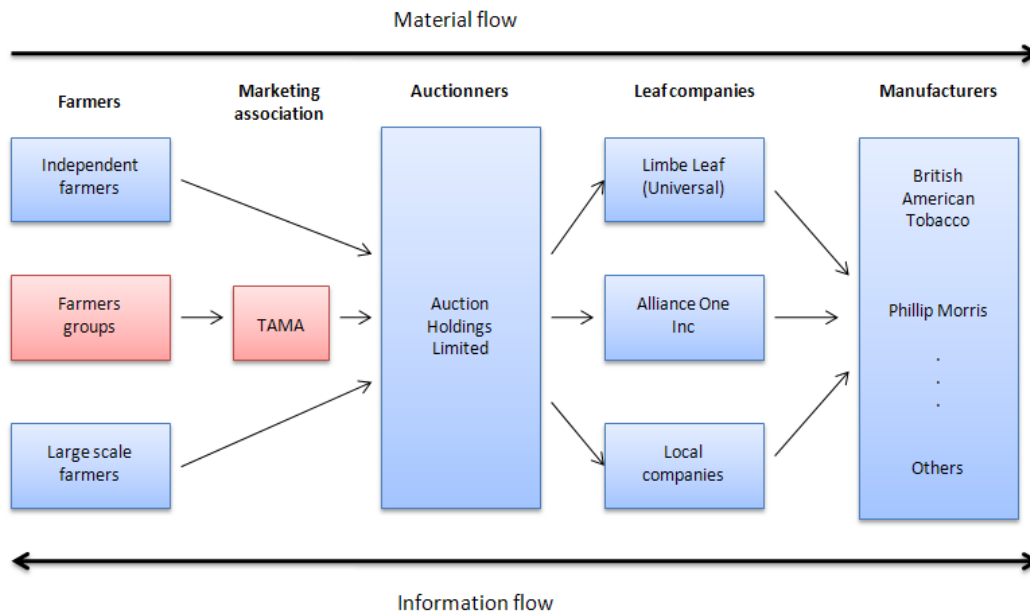 Material flow
Farmers
Marketing
association
Auctionners
Leaf companies
Manufacturers
Independent
farmers
Farmers
groups
Large scale
farmers
TAMA
Auction
Holdings
Limited
Limbe Leaf
(Universal)
Alliance One
Inc
Local
companies
British
American
Tobacco
Phillip Morris
.
.
.
Others
Information flow